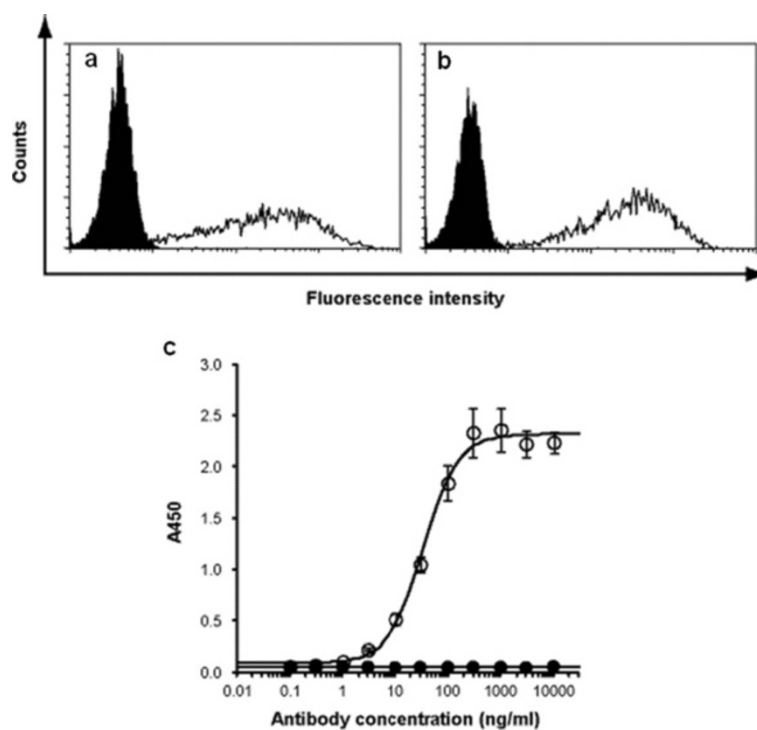 a
b
Counts
Fluorescence intensity
c
3.0
2.5
2.0
1.5
1.0
0.5
0.0
A450
0.01 0.1 1 10 100 1000 10000
Antibody concentration (ng/ml)